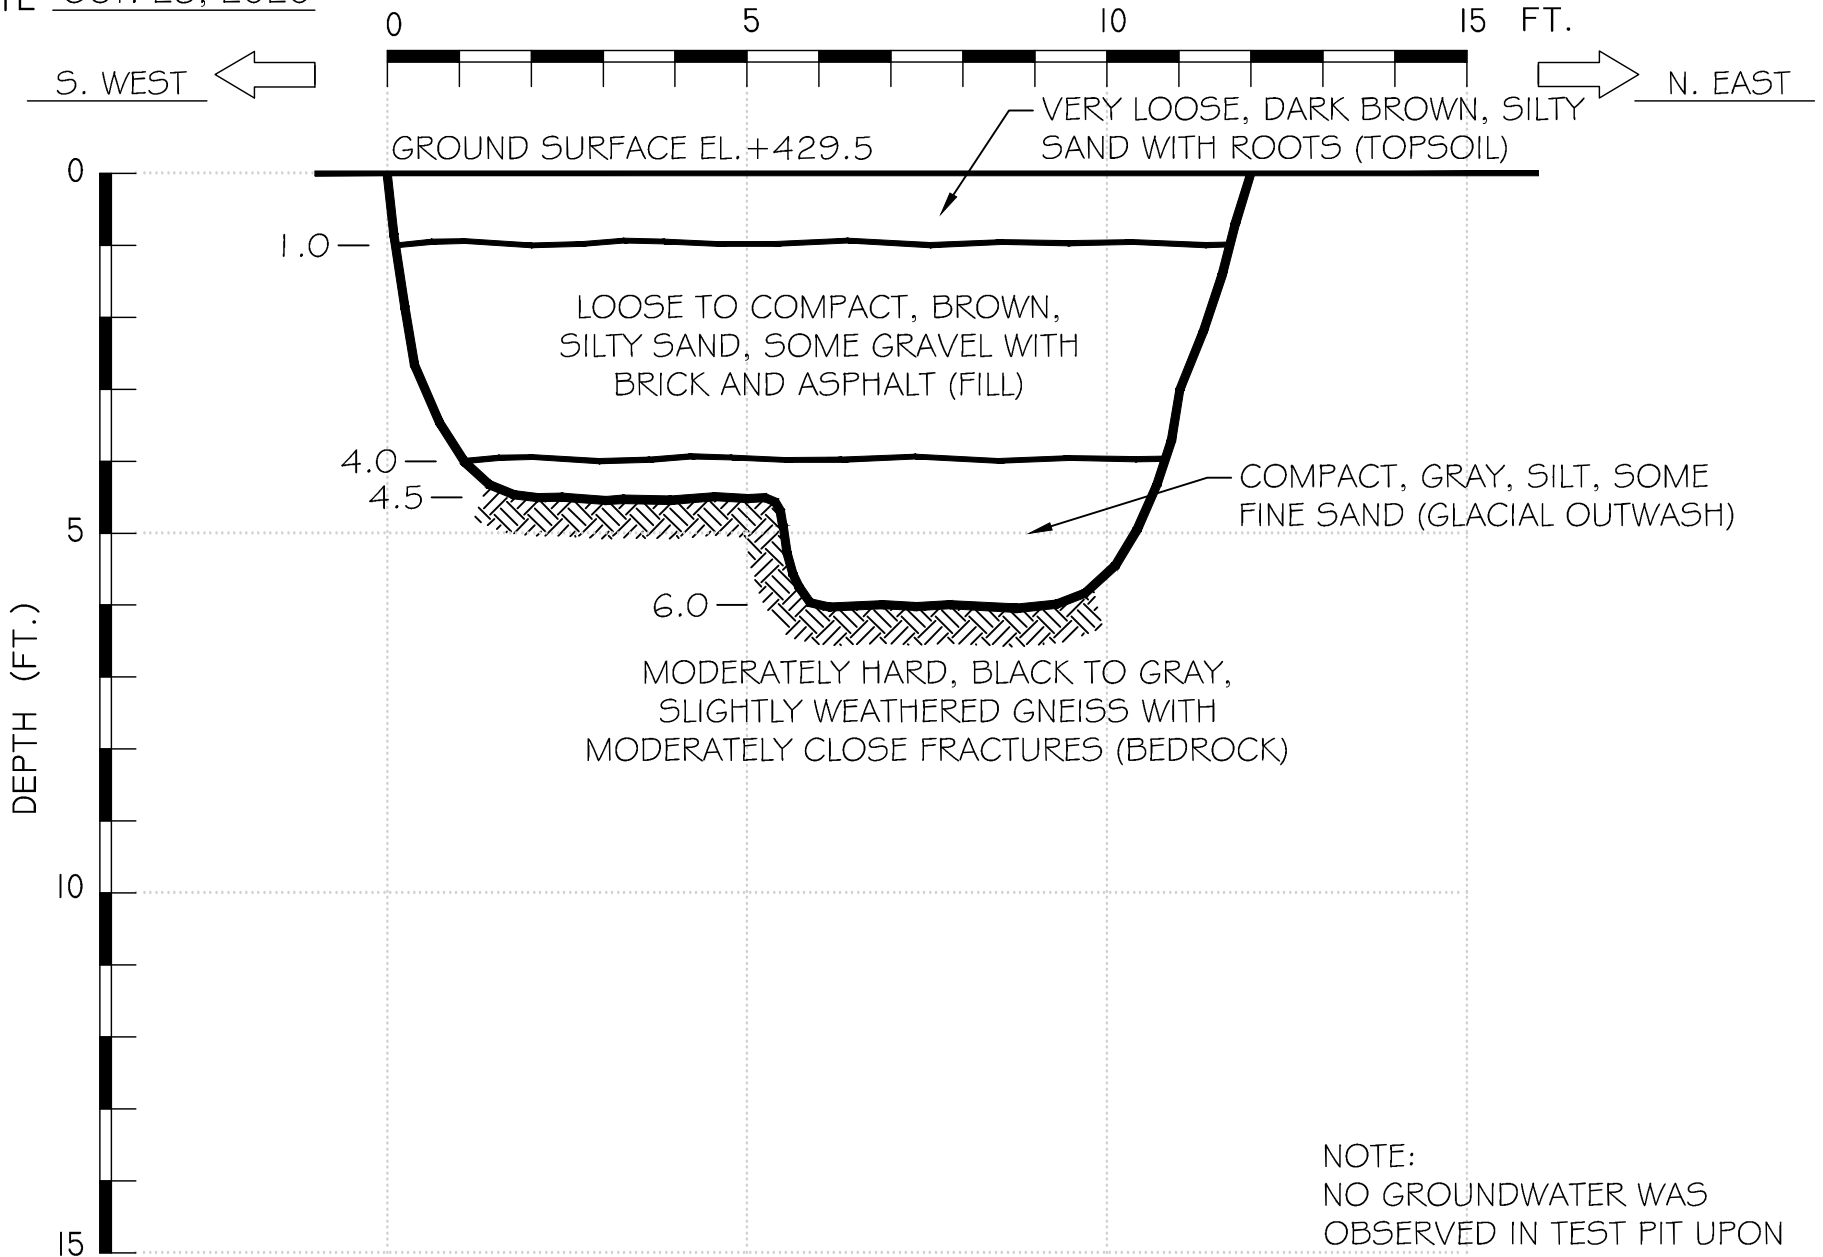 0 5 10 15 FT.
S. WEST
N. EAST
VERY LOOSE, DARK BROWN, SILTY
SAND WITH ROOTS (TOPSOIL)
GROUND SURFACE EL.+429.5
0
1.0
LOOSE TO COMPACT, BROWN,
SILTY SAND, SOME GRAVEL WITH
BRICK AND ASPHALT (FILL)
4.0
4.5
COMPACT, GRAY, SILT, SOME
FINE SAND (GLACIAL OUTWASH)
5
6.0
MODERATELY HARD, BLACK TO GRAY,
SLIGHTLY WEATHERED GNEISS WITH
MODERATELY CLOSE FRACTURES (BEDROCK)
DEPTH (FT.)
10
NOTE:
NO GROUNDWATER WAS
OBSERVED IN TEST PIT UPON
15